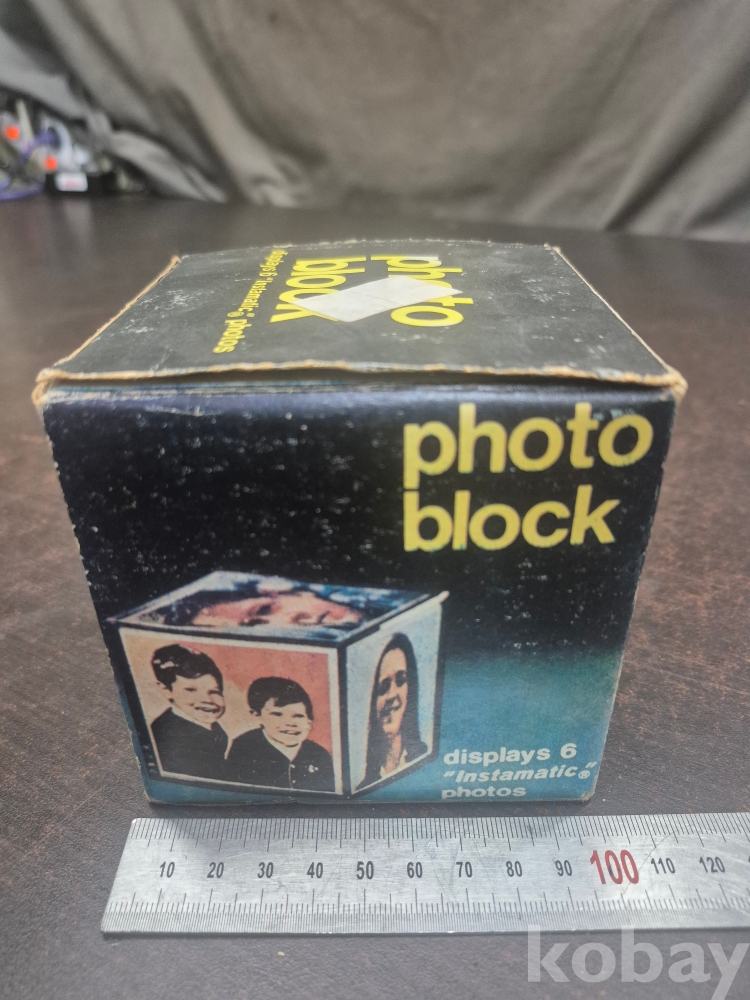 photo
block
displays 6 "Instamatic® photos
photo
block
displays 6
"Instamatic®"
photos
10 20 30 40 50 60 70 80 90 100 110 120
kobay